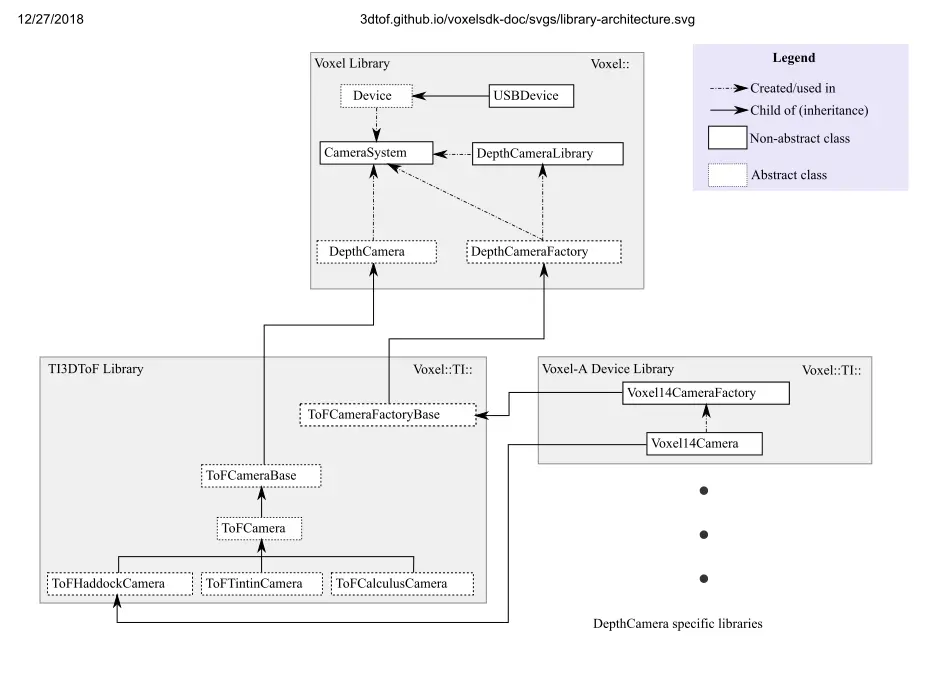 12/27/2018
3dtof.github.io/voxelsdk-doc/svgs/library-architecture.svg
Voxel Library
Voxel::
Device
USBDevice
CameraSystem
DepthCameraLibrary
DepthCamera
DepthCameraFactory
Legend
Created/used in
Child of (inheritance)
Non-abstract class
Abstract class
TI3DToF Library
Voxel::TI::
ToFCameraFactoryBase
ToFCameraBase
ToFCamera
ToFHaddockCamera
ToFTintinCamera
ToFCalculusCamera
Voxel-A Device Library
Voxel::TI::
Voxel14CameraFactory
Voxel14Camera
DepthCamera specific libraries